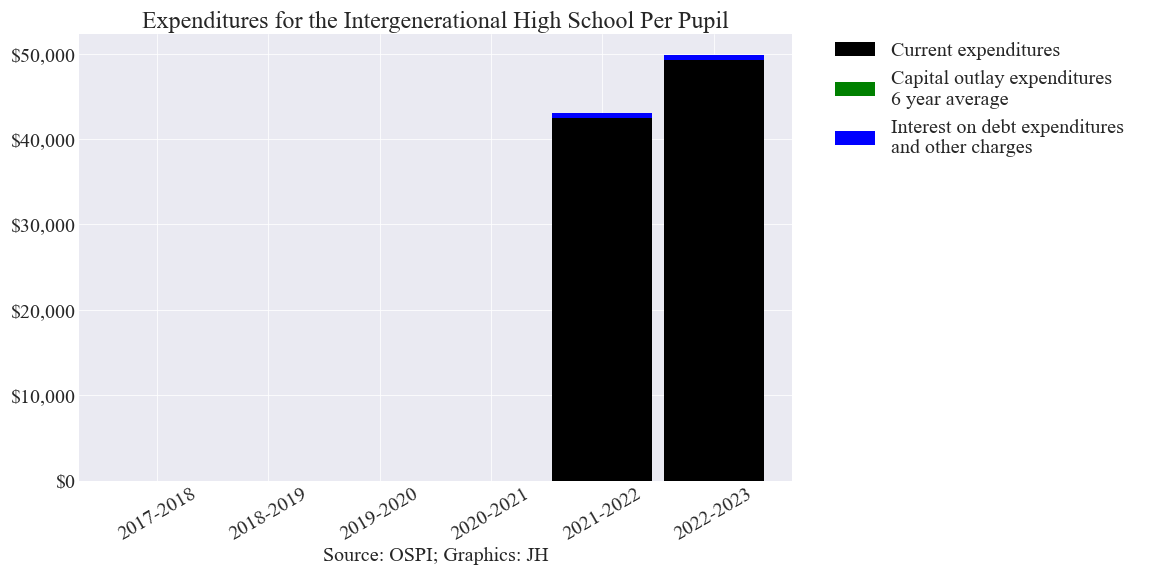 Expenditures for the Intergenerational High School Per Pupil
$50,000
$40,000
$30,000
$20,000
$10,000
$0
2017-2018
2018-2019
2019-2020
2020-2021
2021-2022
2022-2023
Source: OSPI; Graphics: JH
Current expenditures
Capital outlay expenditures
6 year average
Interest on debt expenditures
and other charges